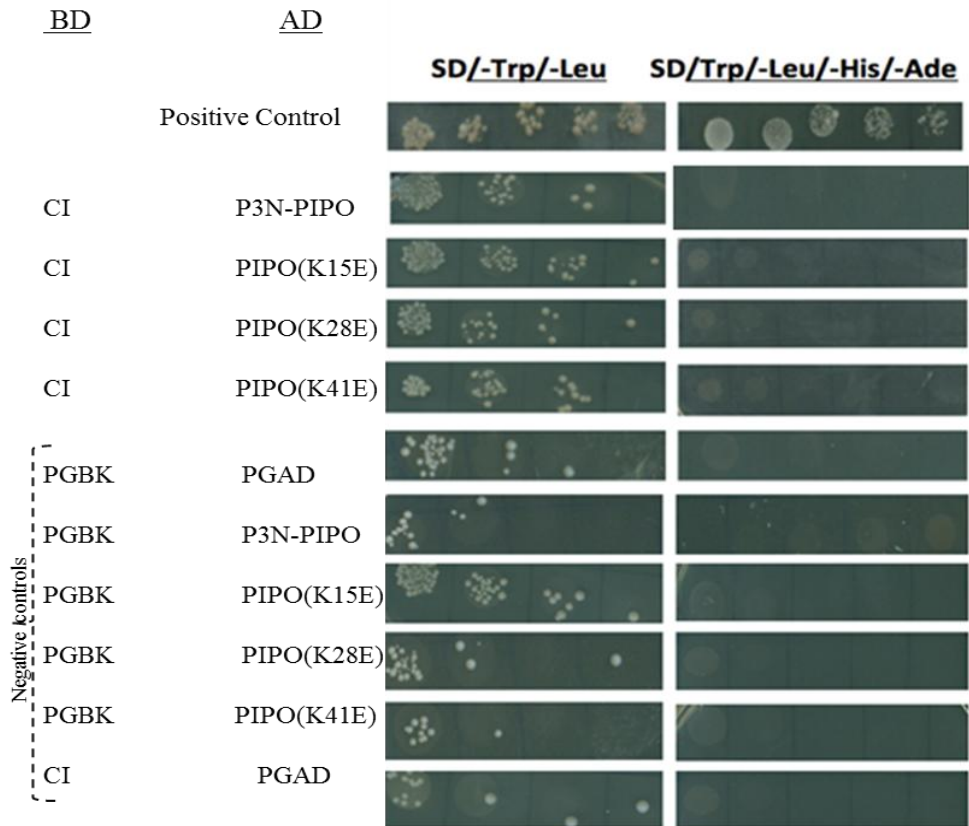 BD AD
SD/-Trp/-Leu SD/Trp/-Leu/-His/-Ade
Positive Control
CI P3N-PIPO
CI PIPO(K15E)
CI PIPO(K28E)
CI PIPO(K41E)
Negative controls
PGBK PGAD
PGBK P3N-PIPO
PGBK PIPO(K15E)
PGBK PIPO(K28E)
PGBK PIPO(K41E)
CI PGAD